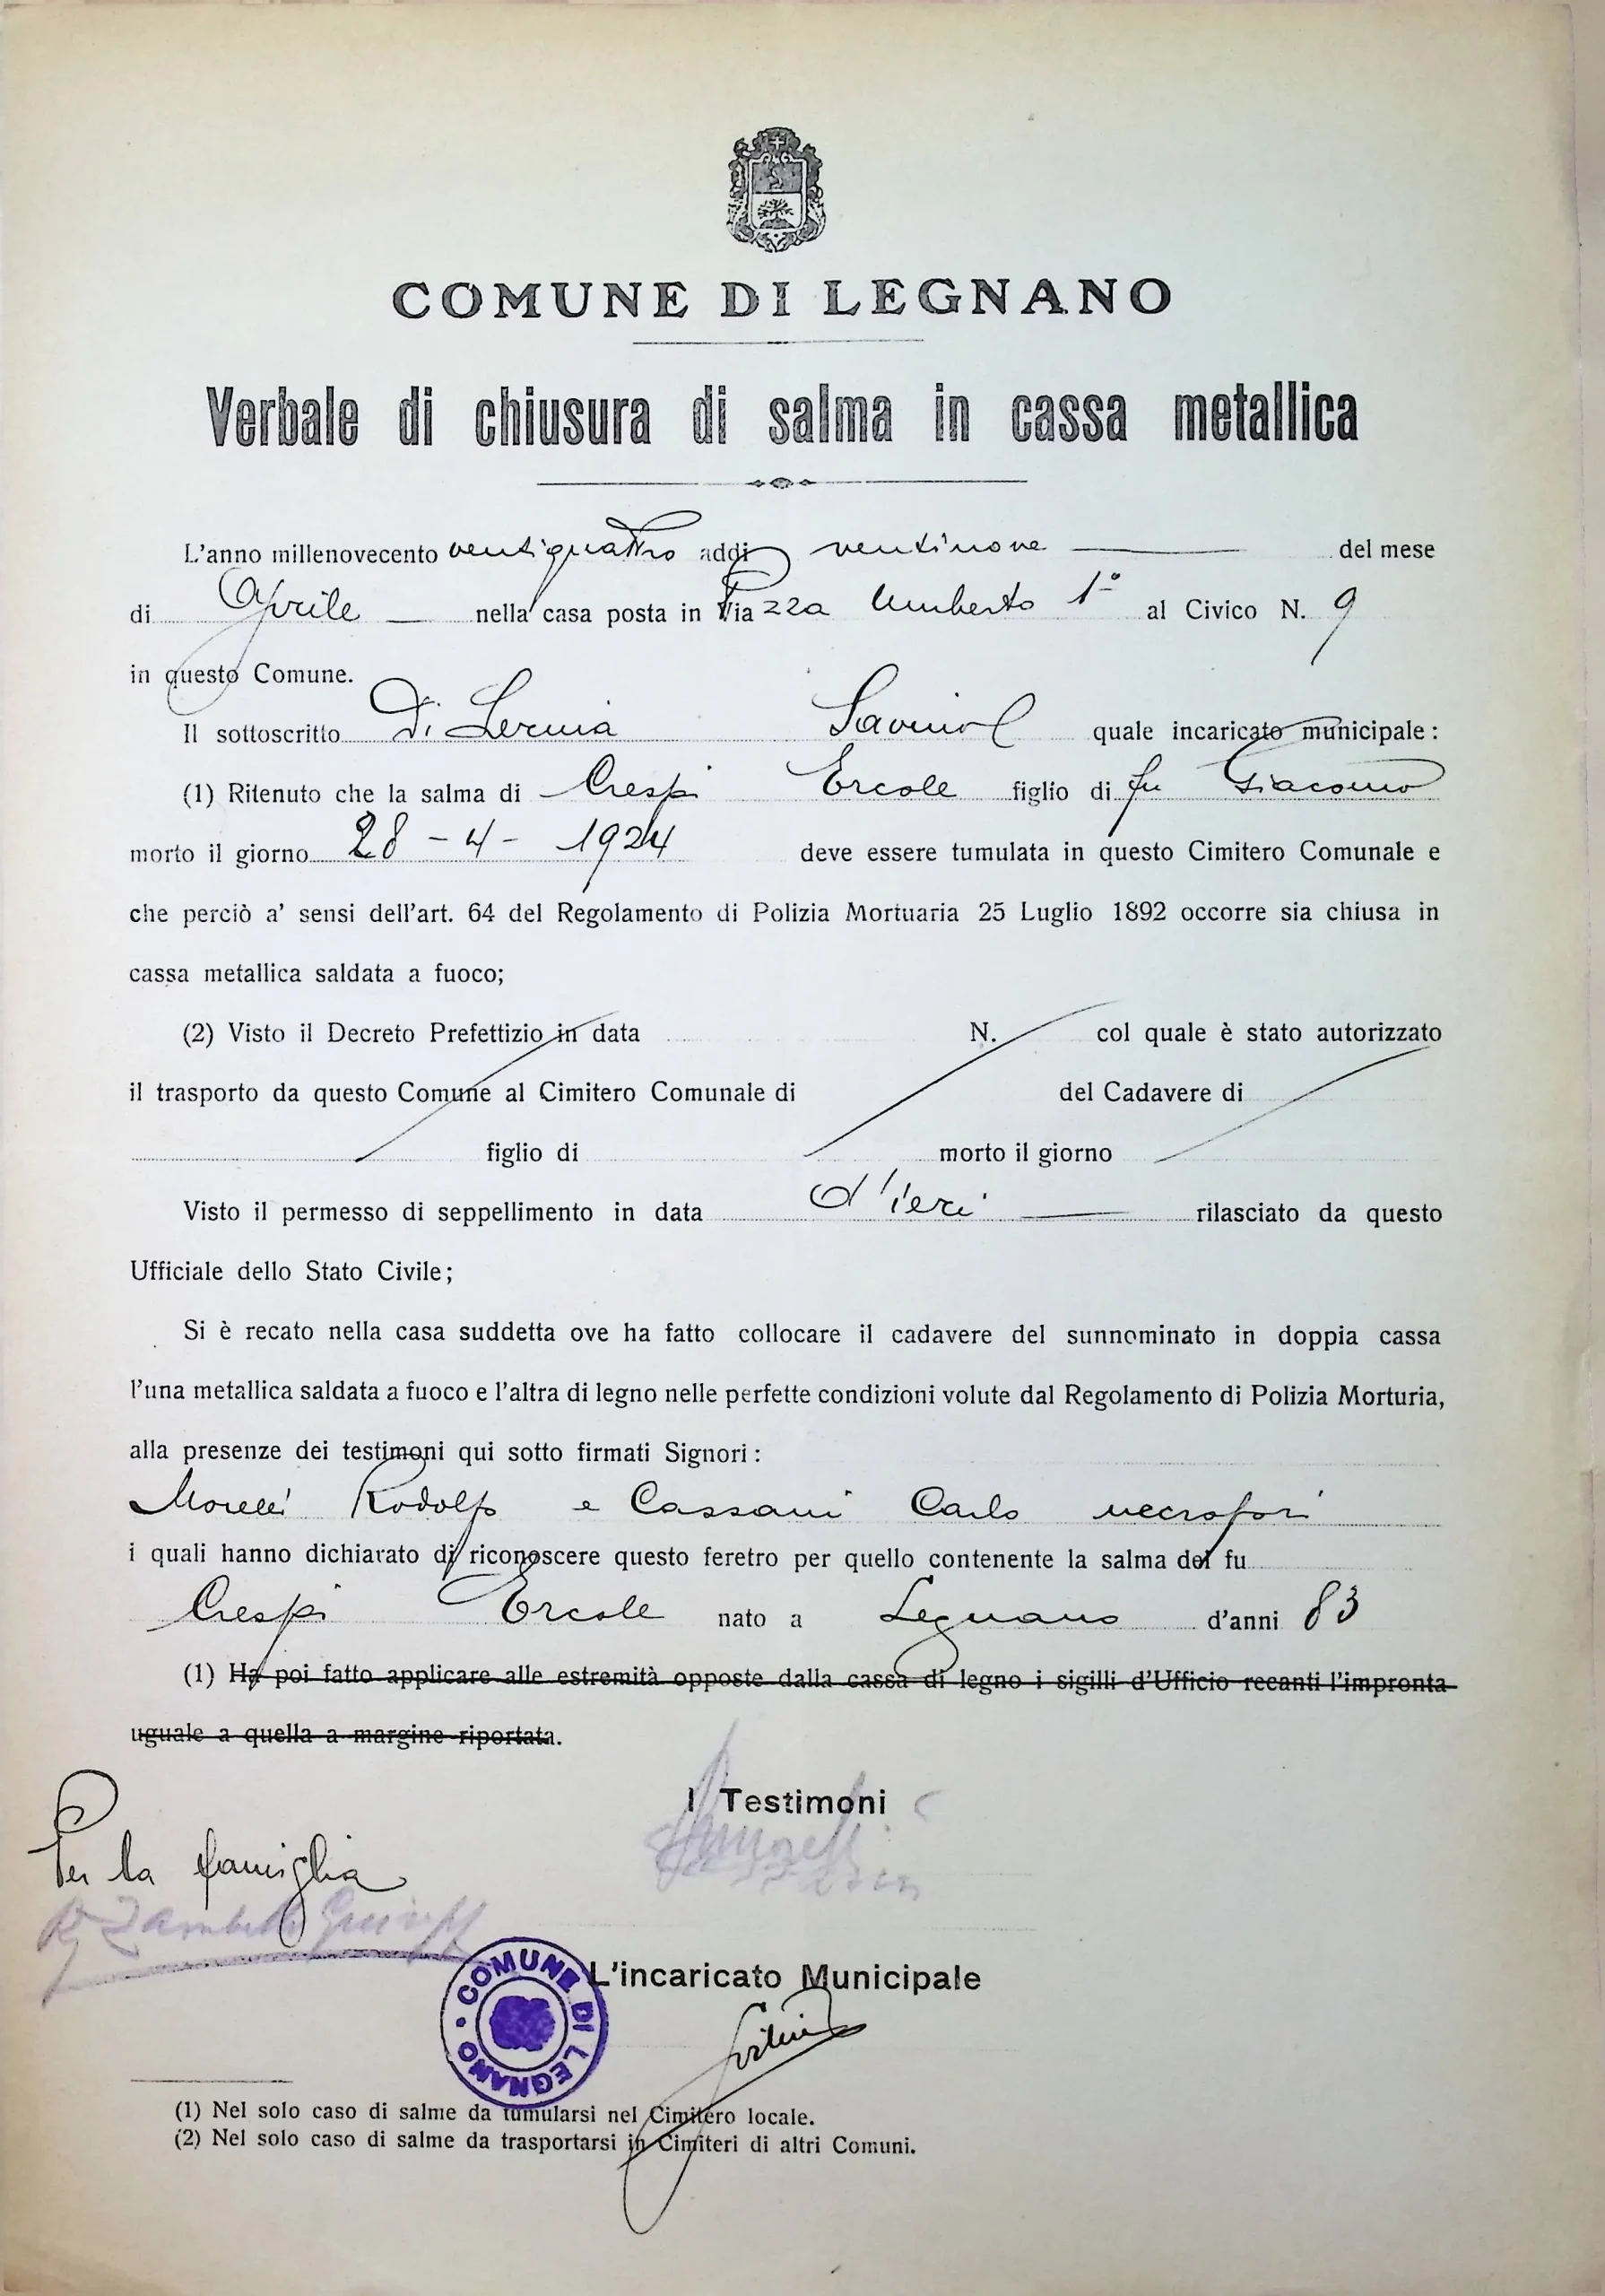 COMUNE DI LEGNANO
Verbale di chiusura di salma in cassa metallica
L'anno millenovecento ventiquattro addì ventinove del mese
di Aprile nella casa posta in Piazza Umberto 1° al Civico N. 9
in questo Comune.
Il sottoscritto Di Lernia Savino quale incaricato municipale:
(1) Ritenuto che la salma di Crespi Ercole figlio di fu Giacomo
morto il giorno 28 - 4 - 1924 deve essere tumulata in questo Cimitero Comunale e
che perciò a' sensi dell'art. 64 del Regolamento di Polizia Mortuaria 25 Luglio 1892 occorre sia chiusa in
cassa metallica saldata a fuoco;
(2) Visto il Decreto Prefettizio in data N. col quale è stato autorizzato
il trasporto da questo Comune al Cimitero Comunale di del Cadavere di
figlio di morto il giorno
Visto il permesso di seppellimento in data d'ieri rilasciato da questo
Ufficiale dello Stato Civile;
Si è recato nella casa suddetta ove ha fatto collocare il cadavere del sunnominato in doppia cassa
l'una metallica saldata a fuoco e l'altra di legno nelle perfette condizioni volute dal Regolamento di Polizia Morturia,
alla presenze dei testimoni qui sotto firmati Signori:
Morelli Rodolfo e Cassani Carlo necrofori
i quali hanno dichiarato di riconoscere questo feretro per quello contenente la salma del fu
Crespi Ercole nato a Legnano d'anni 83
(1) Ha poi fatto applicare alle estremità opposte dalla cassa di legno i sigilli d'Ufficio recanti l'impronta
uguale a quella a margine riportata.
I Testimoni
Per la famiglia
COMUNE DI LEGNANO
L'incaricato Municipale
(1) Nel solo caso di salme da tumularsi nel Cimitero locale.
(2) Nel solo caso di salme da trasportarsi in Cimiteri di altri Comuni.